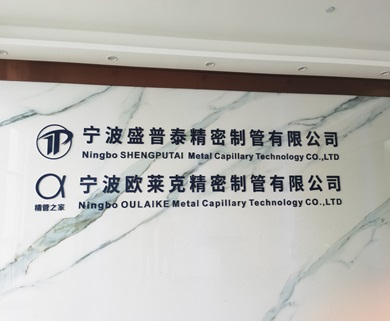 TP 宁波盛普泰精密制管有限公司
Ningbo SHENGPUTAI Metal Capillary Technology CO.,LTD
α 宁波欧莱克精密制管有限公司
精管之家 Ningbo OULAIKE Metal Capillary Technology CO.,LTD